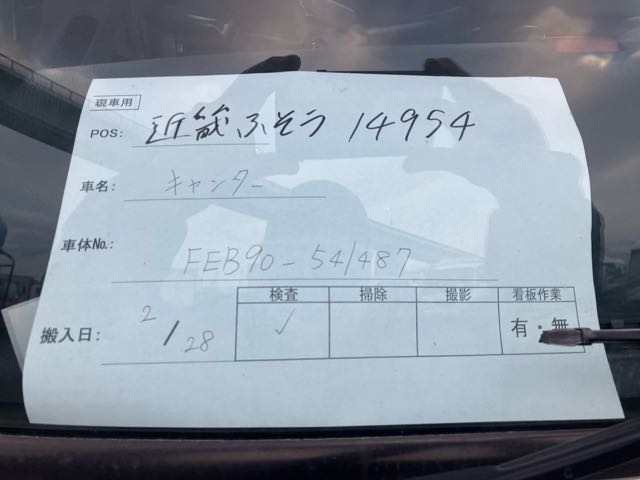 現車用
POS: 近畿ふそう 14954
車名: キャンター
車体No.: FEB90-541487
検査 掃除 撮影 看板作業
搬入日: 2/28 ✓ 有・無